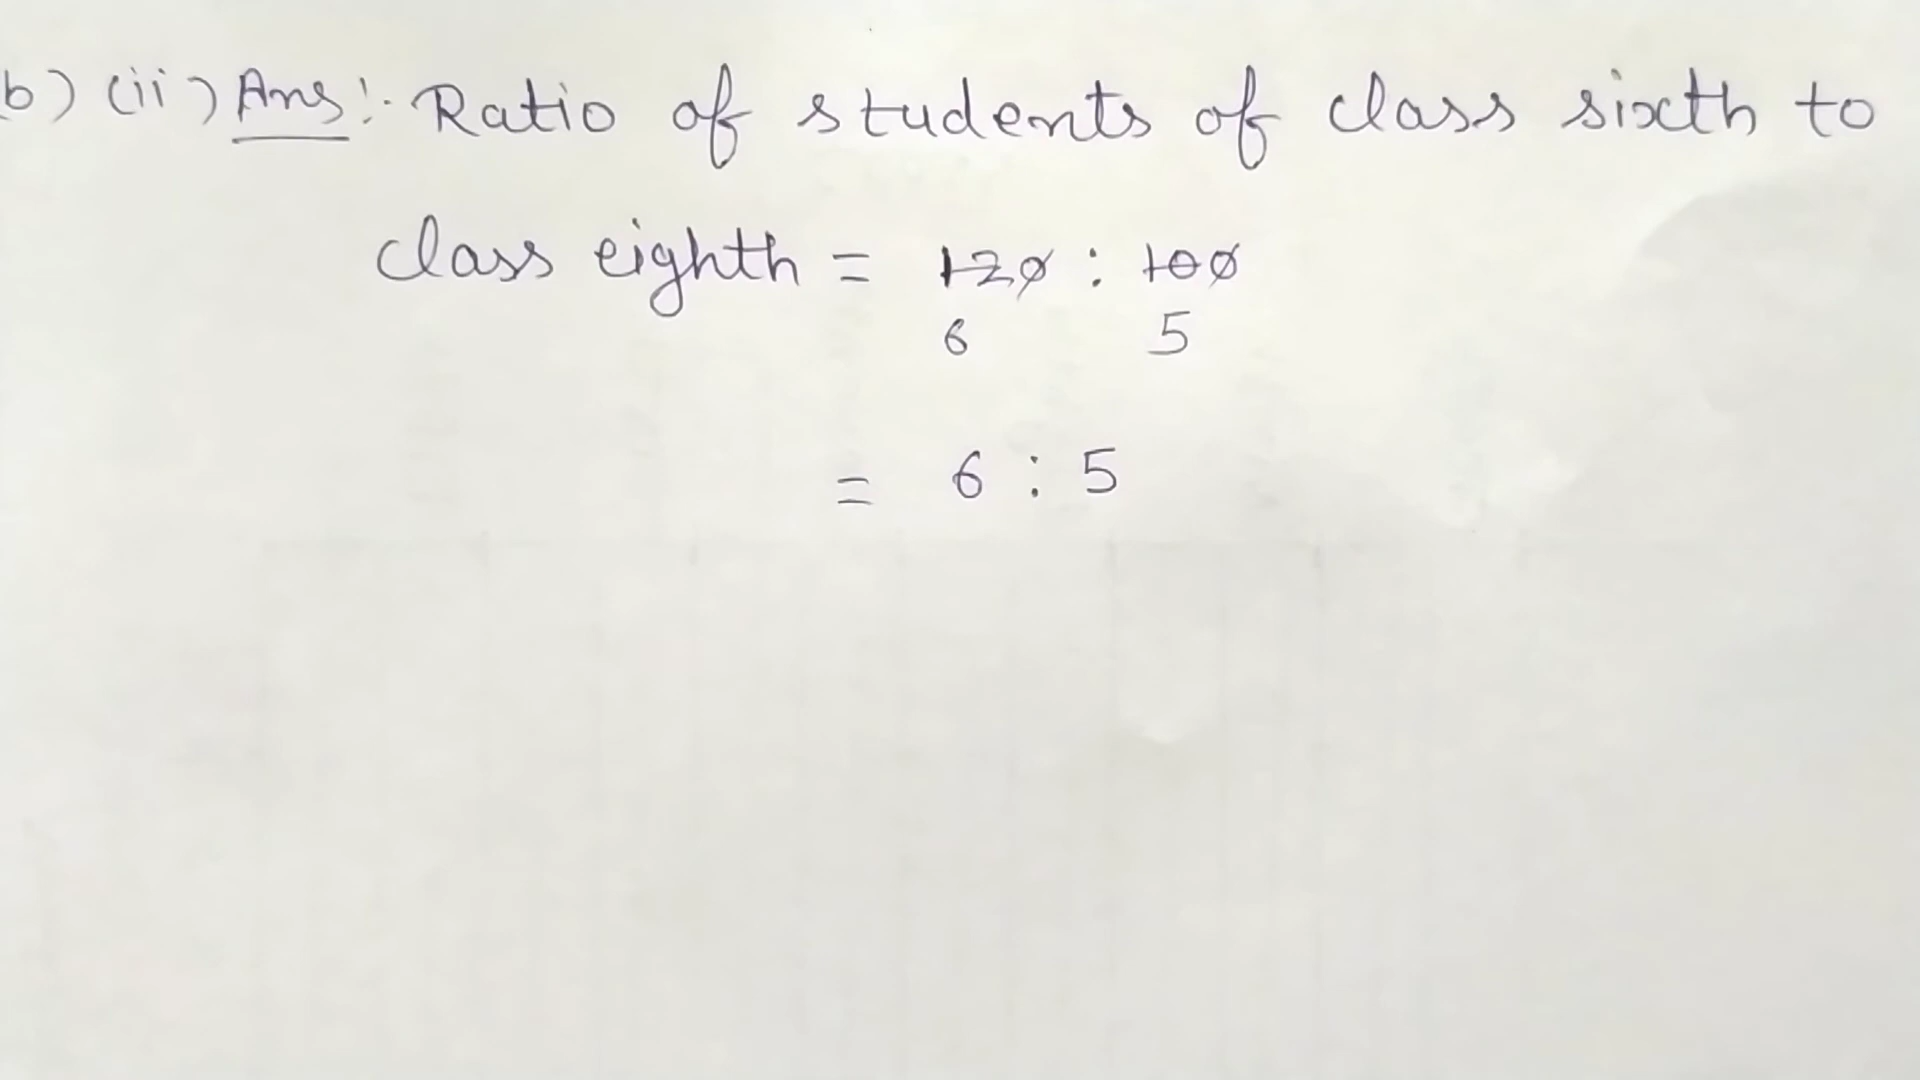 b) (ii) Ans:- Ratio of students of class sixth to
class eighth = 120 : 100
6 5
= 6 : 5